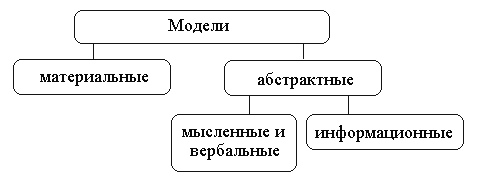 Модели
материальные
абстрактные
мысленные и
вербальные
информационные